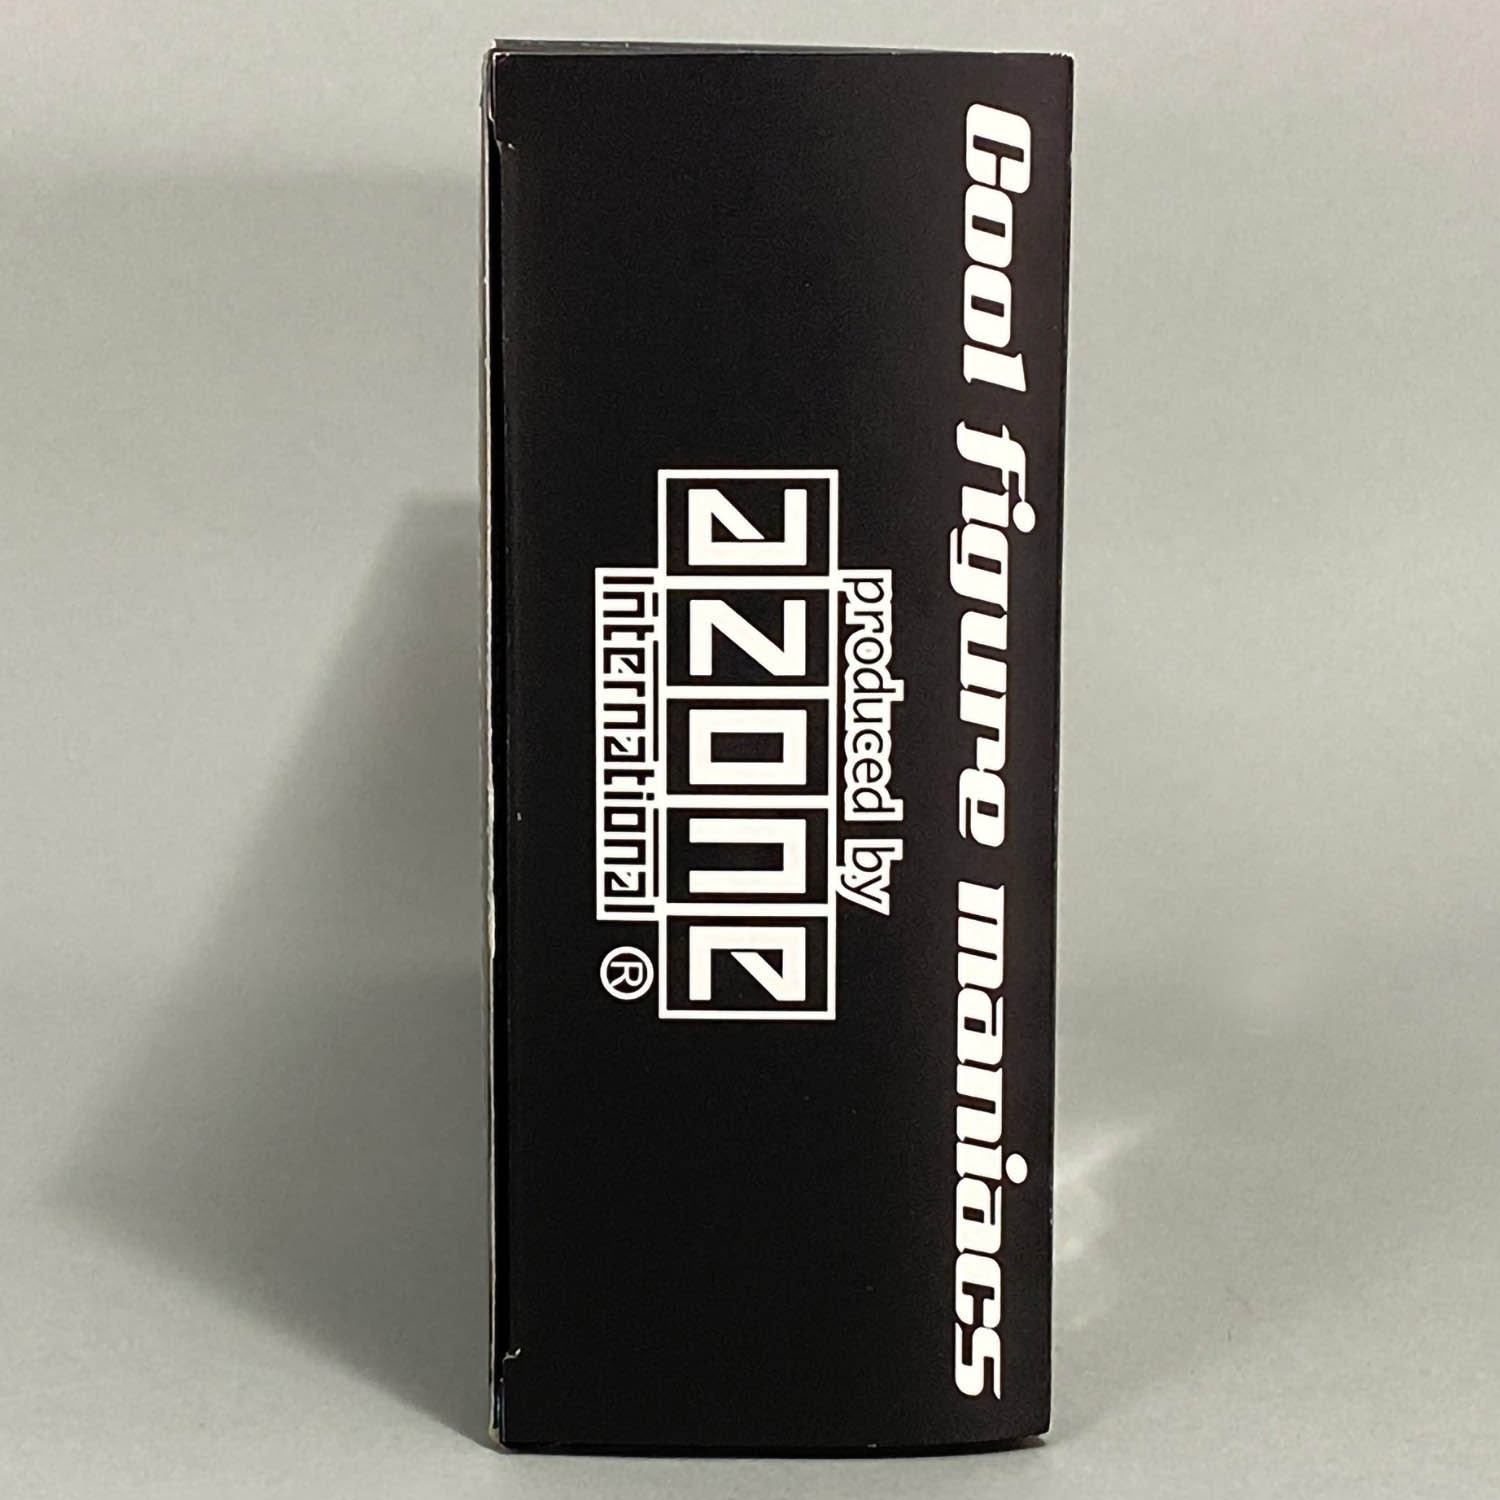 Cool figure maniacs
produced by
azone
International ®